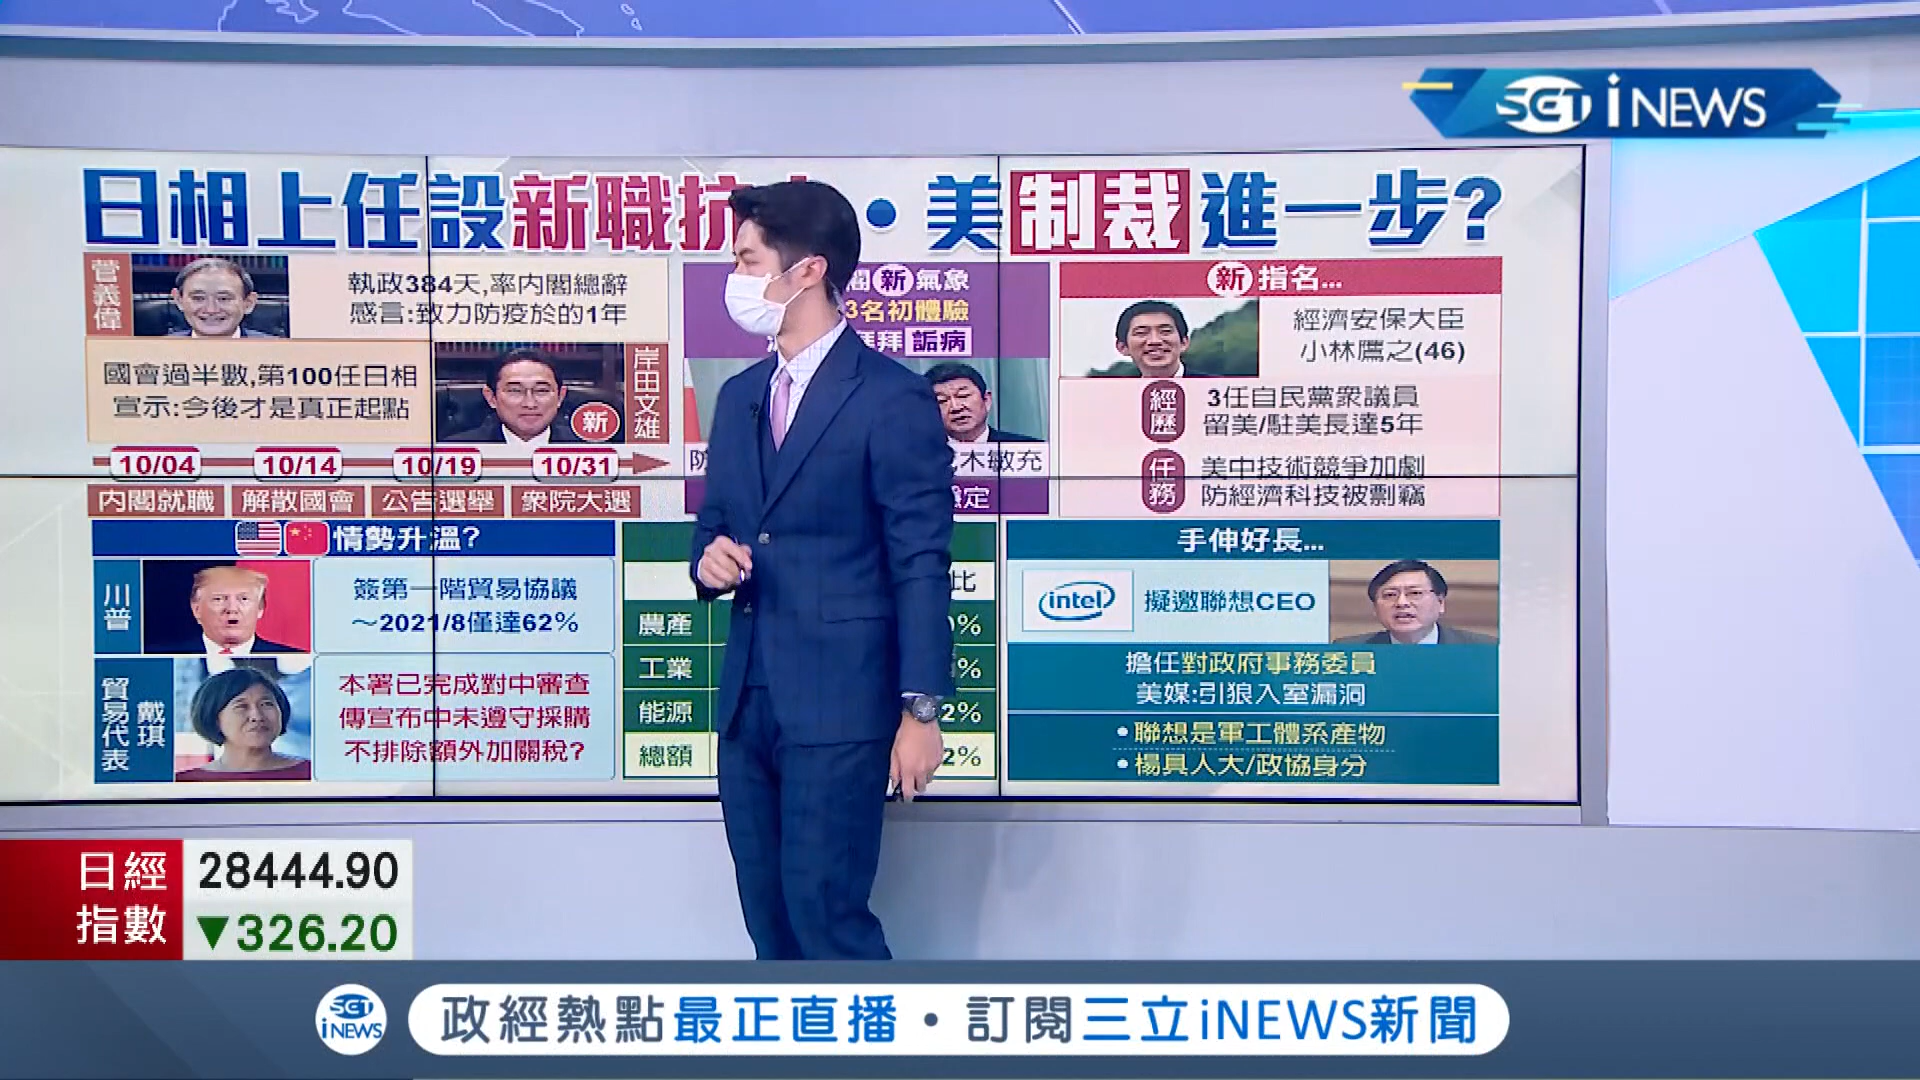 SET iNEWS
日相上任設新職抗
・美制裁進一步?
菅義偉
執政384天,率內閣總辭
感言:致力防疫於的1年
國會過半數,第100任日相
宣示:今後才是真正起點
岸田文雄
新
10/04
10/14
10/19
10/31
內閣就職
解散國會
公告選舉
眾院大選
閣新氣象
3名初體驗
拜詬病
防
木敏充
定
新指名...
經濟安保大臣
小林鷹之(46)
經歷
3任自民黨眾議員
留美/駐美長達5年
任務
美中技術競爭加劇
防經濟科技被剽竊
情勢升溫?
川普
簽第一階貿易協議
～2021/8僅達62%
貿易代表
戴琪
本署已完成對中審查
傳宣布中未遵守採購
不排除額外加關稅?
比
農產
%
工業
%
能源
2%
總額
2%
手伸好長...
intel
擬邀聯想CEO
擔任對政府事務委員
美媒:引狼入室漏洞
•聯想是軍工體系產物
•楊具人大/政協身分
日經
指數
28444.90
▼326.20
SET iNEWS
政經熱點最正直播・訂閱三立iNEWS新聞